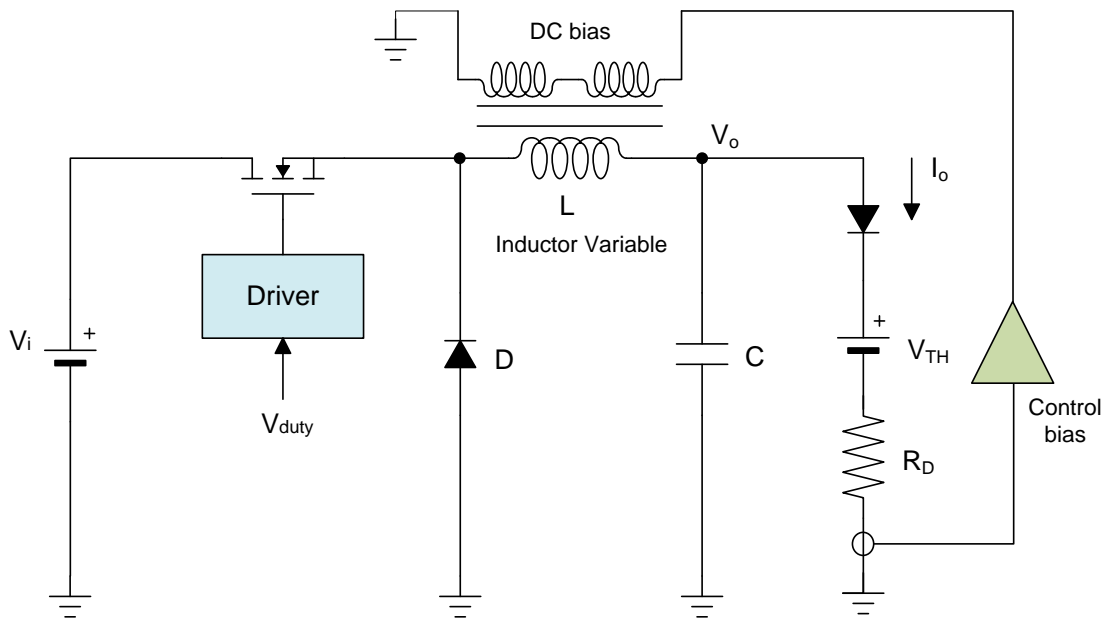 DC bias
Vo
Io
L
Inductor Variable
Driver
Vi
+
D
C
+
VTH
Vduty
Control
bias
RD